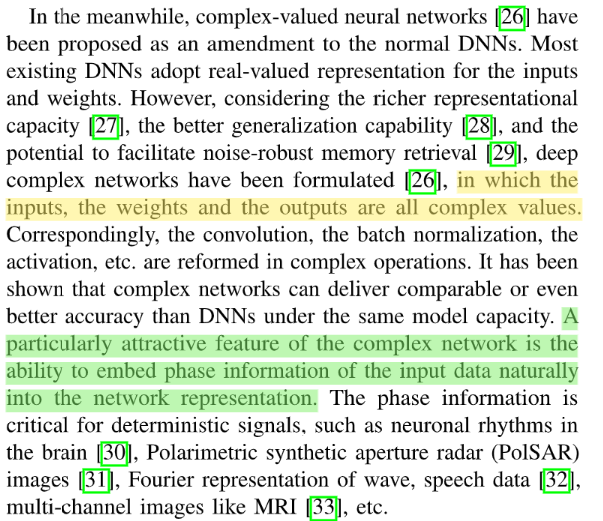 In the meanwhile, complex-valued neural networks [26] have
been proposed as an amendment to the normal DNNs. Most
existing DNNs adopt real-valued representation for the inputs
and weights. However, considering the richer representational
capacity [27], the better generalization capability [28], and the
potential to facilitate noise-robust memory retrieval [29], deep
complex networks have been formulated [26], in which the
inputs, the weights and the outputs are all complex values.
Correspondingly, the convolution, the batch normalization, the
activation, etc. are reformed in complex operations. It has been
shown that complex networks can deliver comparable or even
better accuracy than DNNs under the same model capacity. A
particularly attractive feature of the complex network is the
ability to embed phase information of the input data naturally
into the network representation. The phase information is
critical for deterministic signals, such as neuronal rhythms in
the brain [30], Polarimetric synthetic aperture radar (PolSAR)
images [31], Fourier representation of wave, speech data [32],
multi-channel images like MRI [33], etc.